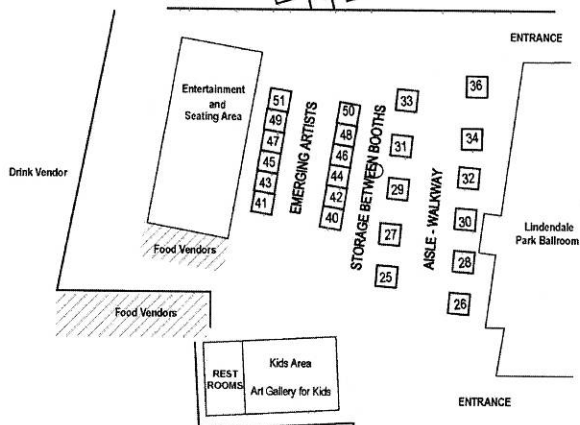 ENTRANCE
Entertainment
and
Seating Area
51
49
47
45
43
41
EMERGING ARTISTS
50
48
46
44
42
40
STORAGE BETWEEN BOOTHS
33
31
29
27
25
AISLE - WALKWAY
36
34
32
30
28
26
Lindendale
Park Ballroom
Drink Vendor
Food Vendors
Food Vendors
REST
ROOMS
Kids Area
Art Gallery for Kids
ENTRANCE